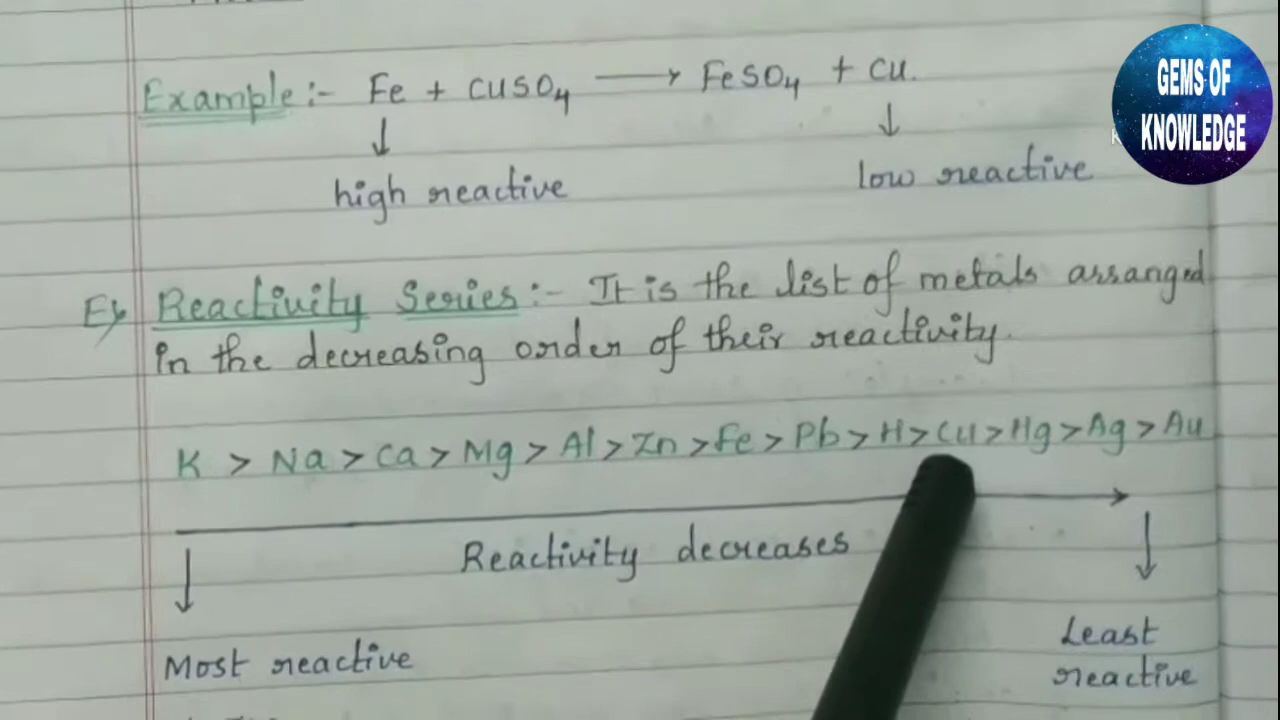 Example :- Fe + CuSO4 ⟶ FeSO4 + Cu.
↓ ↓
high reactive low reactive
Ex Reactivity Series :- It is the list of metals arranged
in the decreasing order of their reactivity.
K > Na > Ca > Mg > Al > Zn > Fe > Pb > H > Cu > Hg > Ag > Au
Reactivity decreases
Most reactive
Least
reactive
GEMS OF
KNOWLEDGE